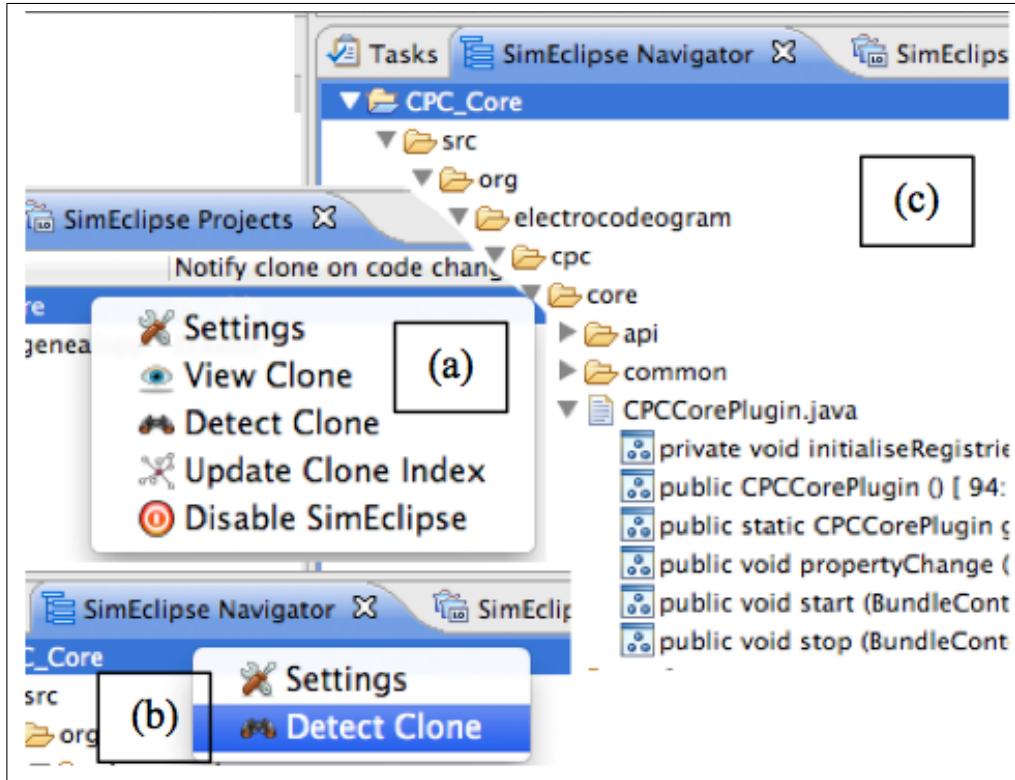 Tasks SimEclipse Navigator SimEclips
CPC_Core
src
org
electrocodeogram
cpc
core
api
common
CPCCorePlugin.java
private void initialiseRegistrie
public CPCCorePlugin () [ 94:
public static CPCCorePlugin g
public void propertyChange (
public void start (BundleCont
public void stop (BundleCont
(c)
SimEclipse Projects
Notify clone on code chang
re
genea
Settings
View Clone
Detect Clone
Update Clone Index
Disable SimEclipse
(a)
SimEclipse Navigator SimEclip
C_Core
src
org
Settings
Detect Clone
(b)